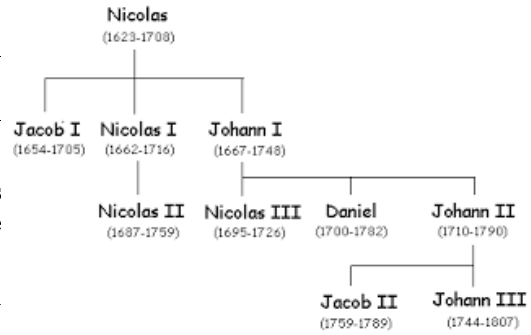 Nicolas
(1623-1708)
Jacob I Nicolas I Johann I
(1654-1705) (1662-1716) (1667-1748)
Nicolas II Nicolas III Daniel Johann II
(1687-1759) (1695-1726) (1700-1782) (1710-1790)
Jacob II Johann III
(1759-1789) (1744-1807)